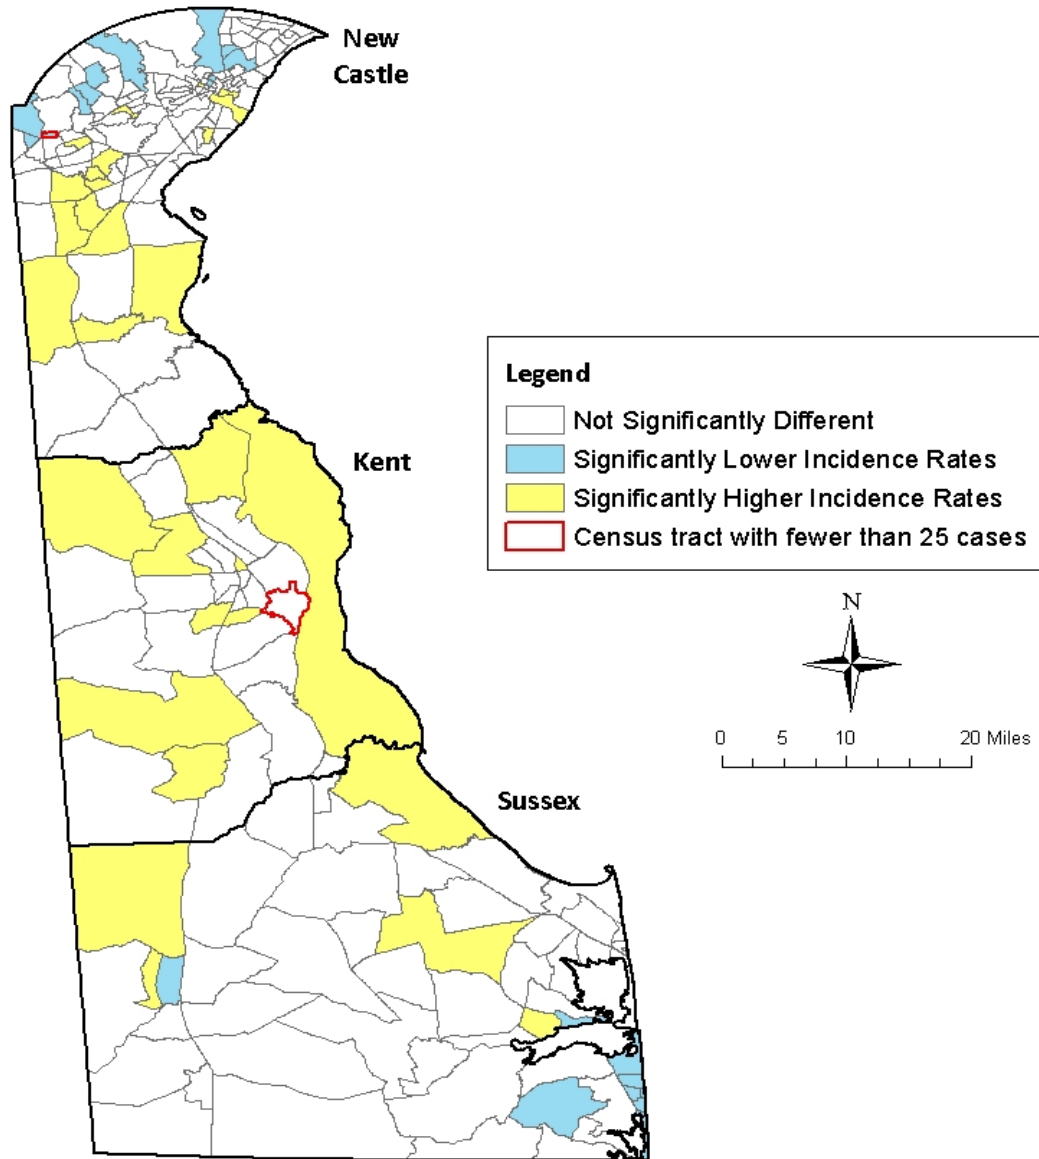 New
Castle
Legend
Not Significantly Different
Significantly Lower Incidence Rates
Kent
Significantly Higher Incidence Rates
Census tract with fewer than 25 cases
N
0 5 10 20 Miles
Sussex